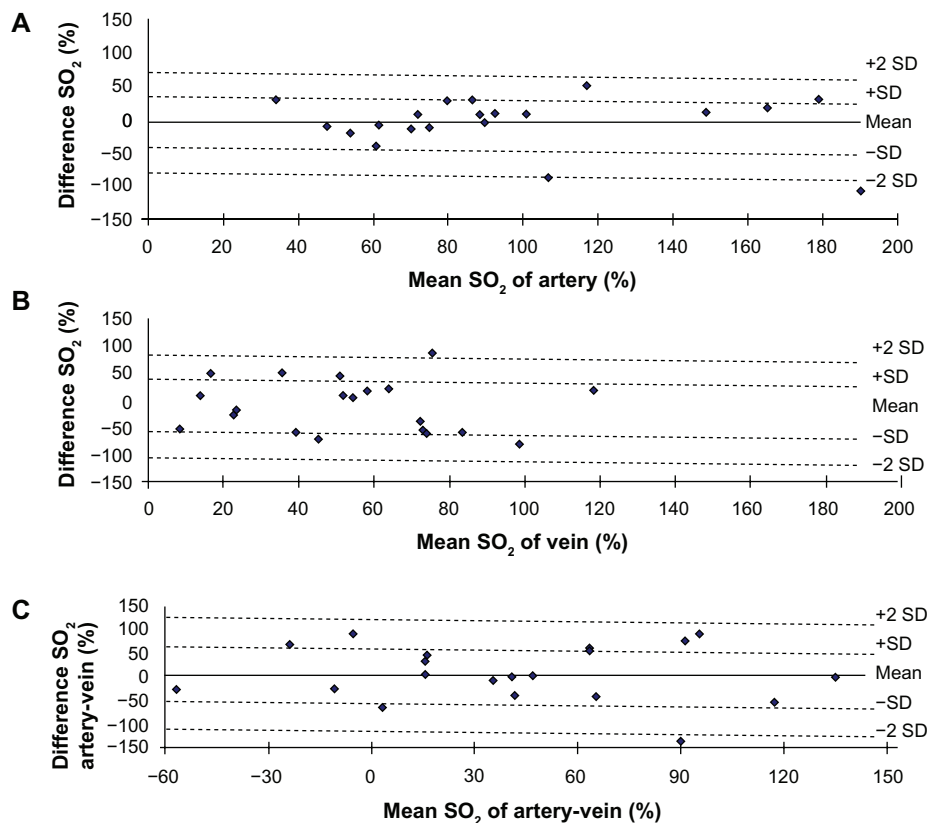 A
Difference SO2 (%)
150
100
50
0
−50
−100
−150
+2 SD
+SD
Mean
−SD
−2 SD
0 20 40 60 80 100 120 140 160 180 200
Mean SO2 of artery (%)
B
Difference SO2 (%)
150
100
50
0
−50
−100
−150
+2 SD
+SD
Mean
−SD
−2 SD
0 20 40 60 80 100 120 140 160 180 200
Mean SO2 of vein (%)
C
Difference SO2
artery-vein (%)
150
100
50
0
−50
−100
−150
+2 SD
+SD
Mean
−SD
−2 SD
−60 −30 0 30 60 90 120 150
Mean SO2 of artery-vein (%)